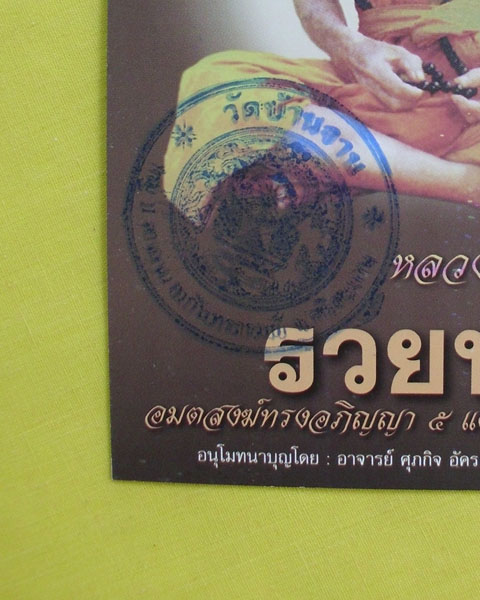 วัดบ้านจาน
หลวง
รวย
อมตสงฆ์ทรงอภิญญา ๕
อนุโมทนาบุญโดย : อาจารย์ ศุภกิจ อัคร